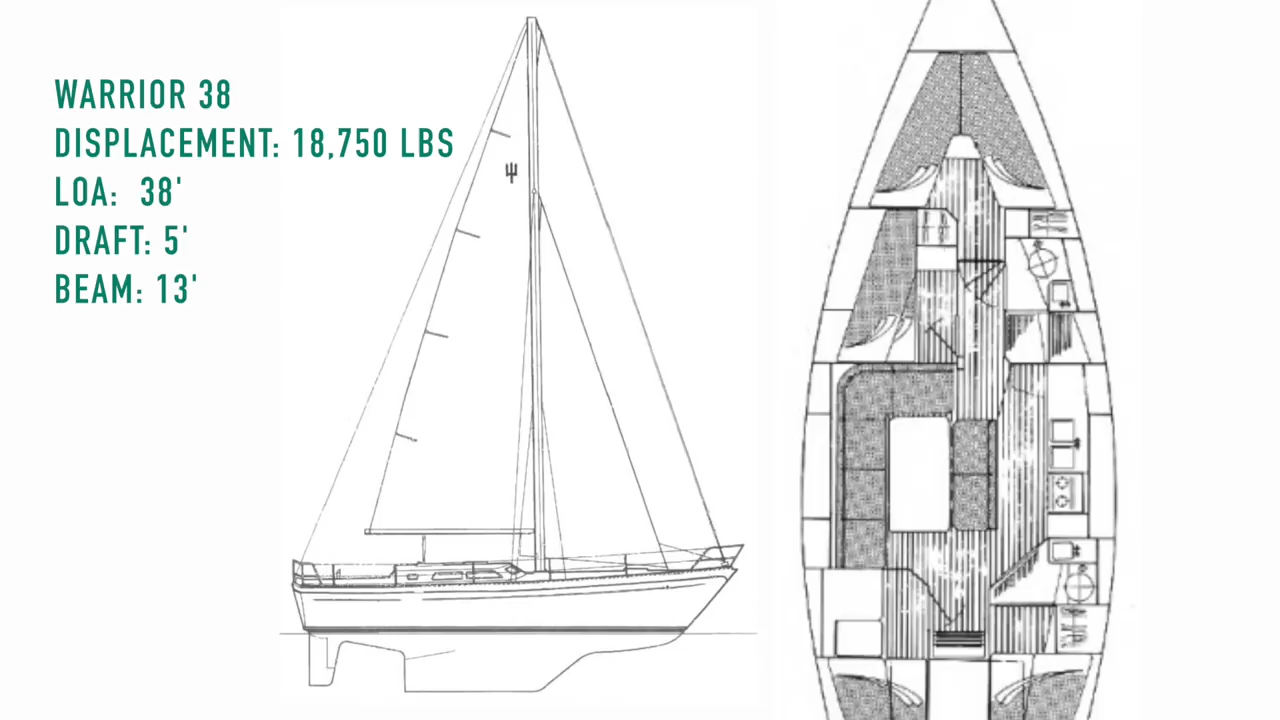 WARRIOR 38
DISPLACEMENT: 18,750 LBS
LOA: 38'
DRAFT: 5'
BEAM: 13'